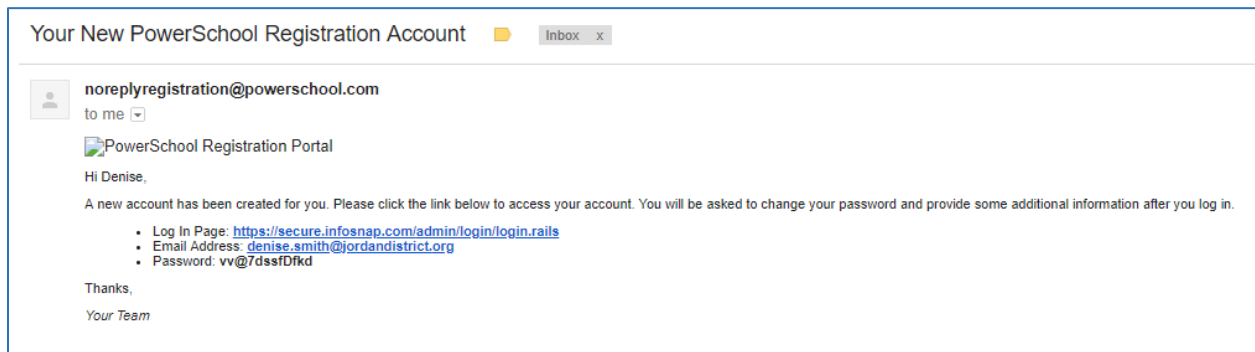 Your New PowerSchool Registration Account Inbox x
noreplyregistration@powerschool.com
to me
PowerSchool Registration Portal
Hi Denise,
A new account has been created for you. Please click the link below to access your account. You will be asked to change your password and provide some additional information after you log in.
• Log In Page: https://secure.infosnap.com/admin/login/login.rails
• Email Address: denise.smith@jordandistrict.org
• Password: vv@7dssfDfkd
Thanks,
Your Team